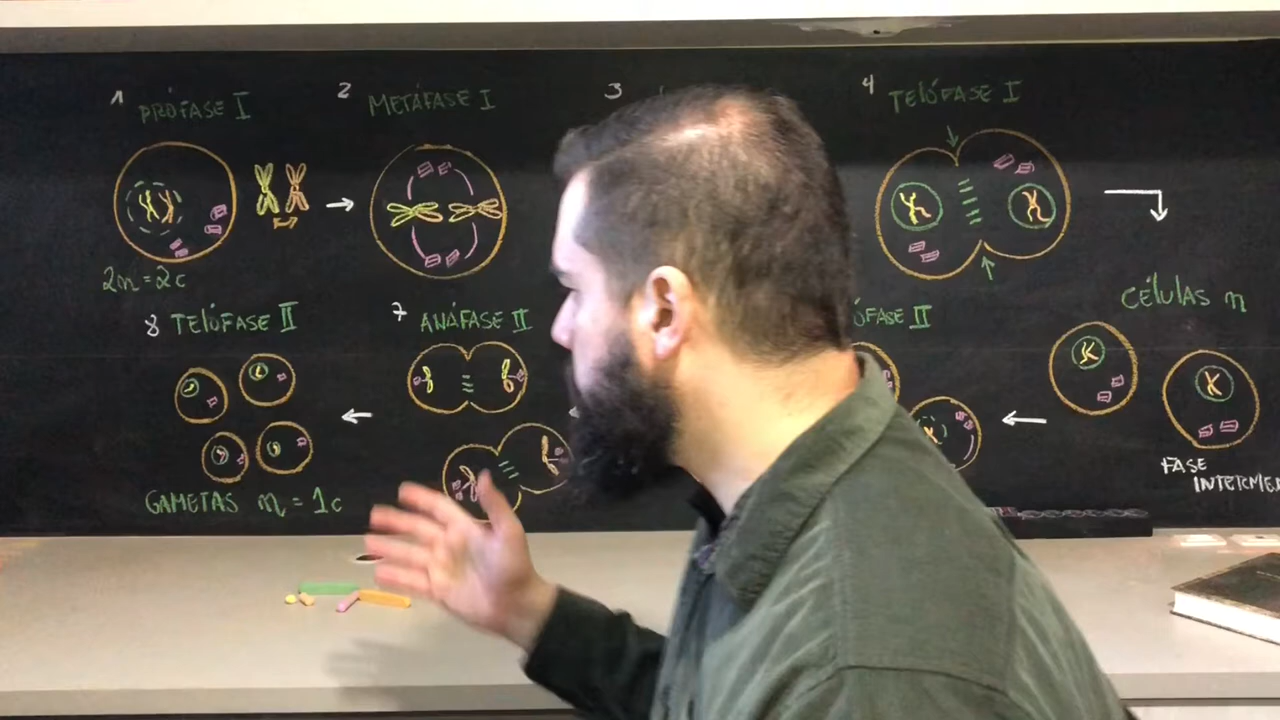 1 PRÓFASE I
2 METÁFASE I
3
4 TELÓFASE I
2n = 2c
CÉLULAS n
8 TELÓFASE II
7 ANÁFASE II
ÓFASE II
FASE
INTERME
GAMETAS n = 1c